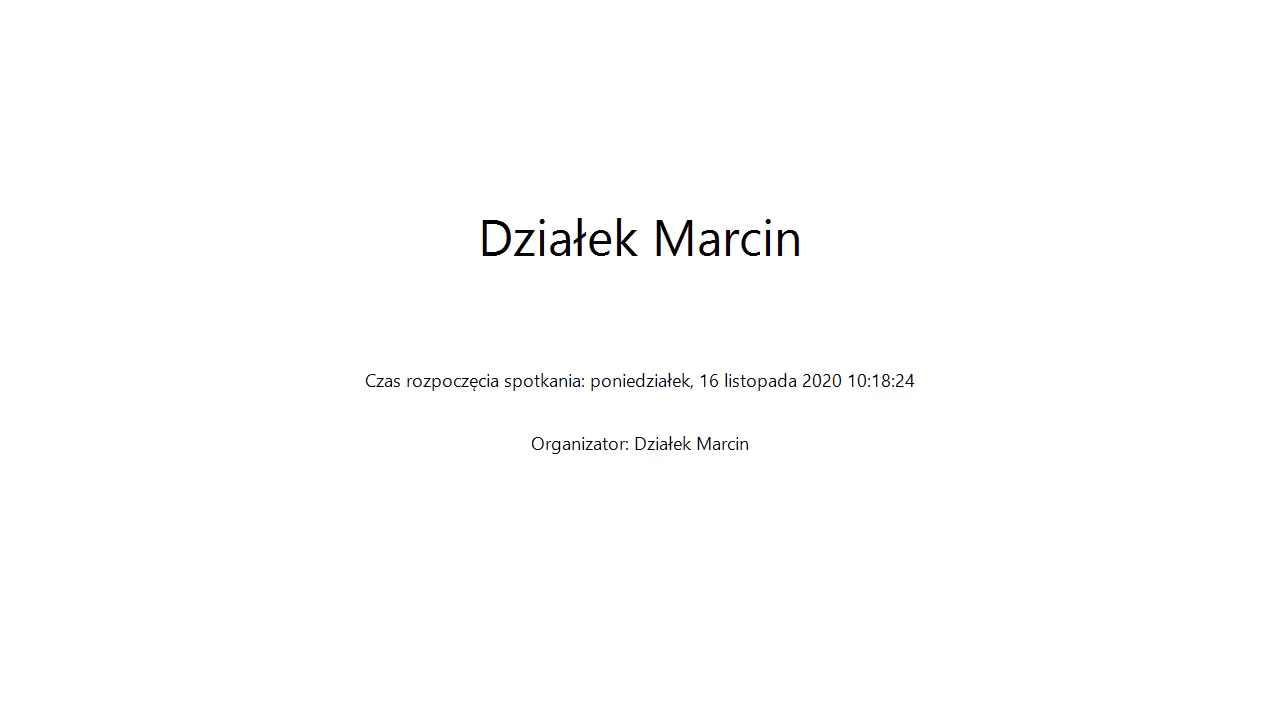 Działek Marcin
Czas rozpoczęcia spotkania: poniedziałek, 16 listopada 2020 10:18:24
Organizator: Działek Marcin